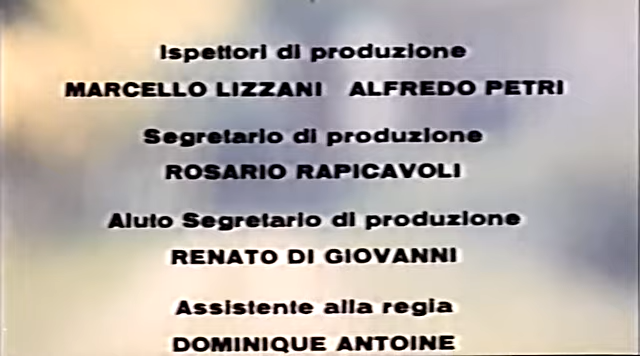 Ispettori di produzione
MARCELLO LIZZANI ALFREDO PETRI
Segretario di produzione
ROSARIO RAPICAVOLI
Aiuto Segretario di produzione
RENATO DI GIOVANNI
Assistente alla regia
DOMINIQUE ANTOINE